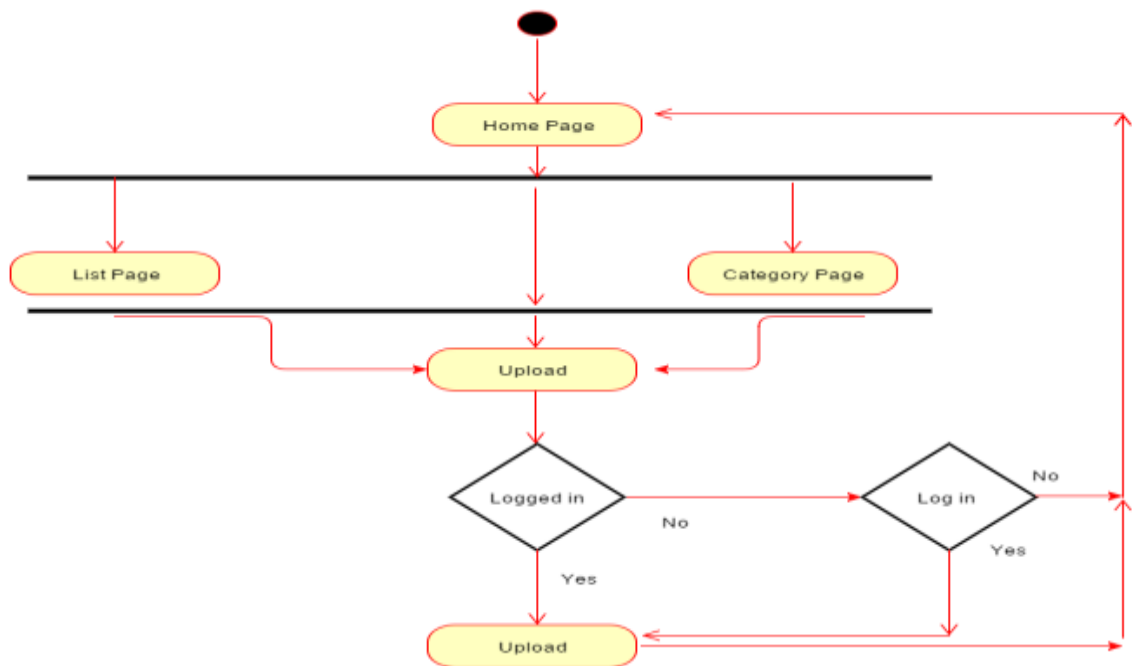 Home Page
List Page
Category Page
Upload
Logged in
No
Log in
No
Yes
Yes
Upload